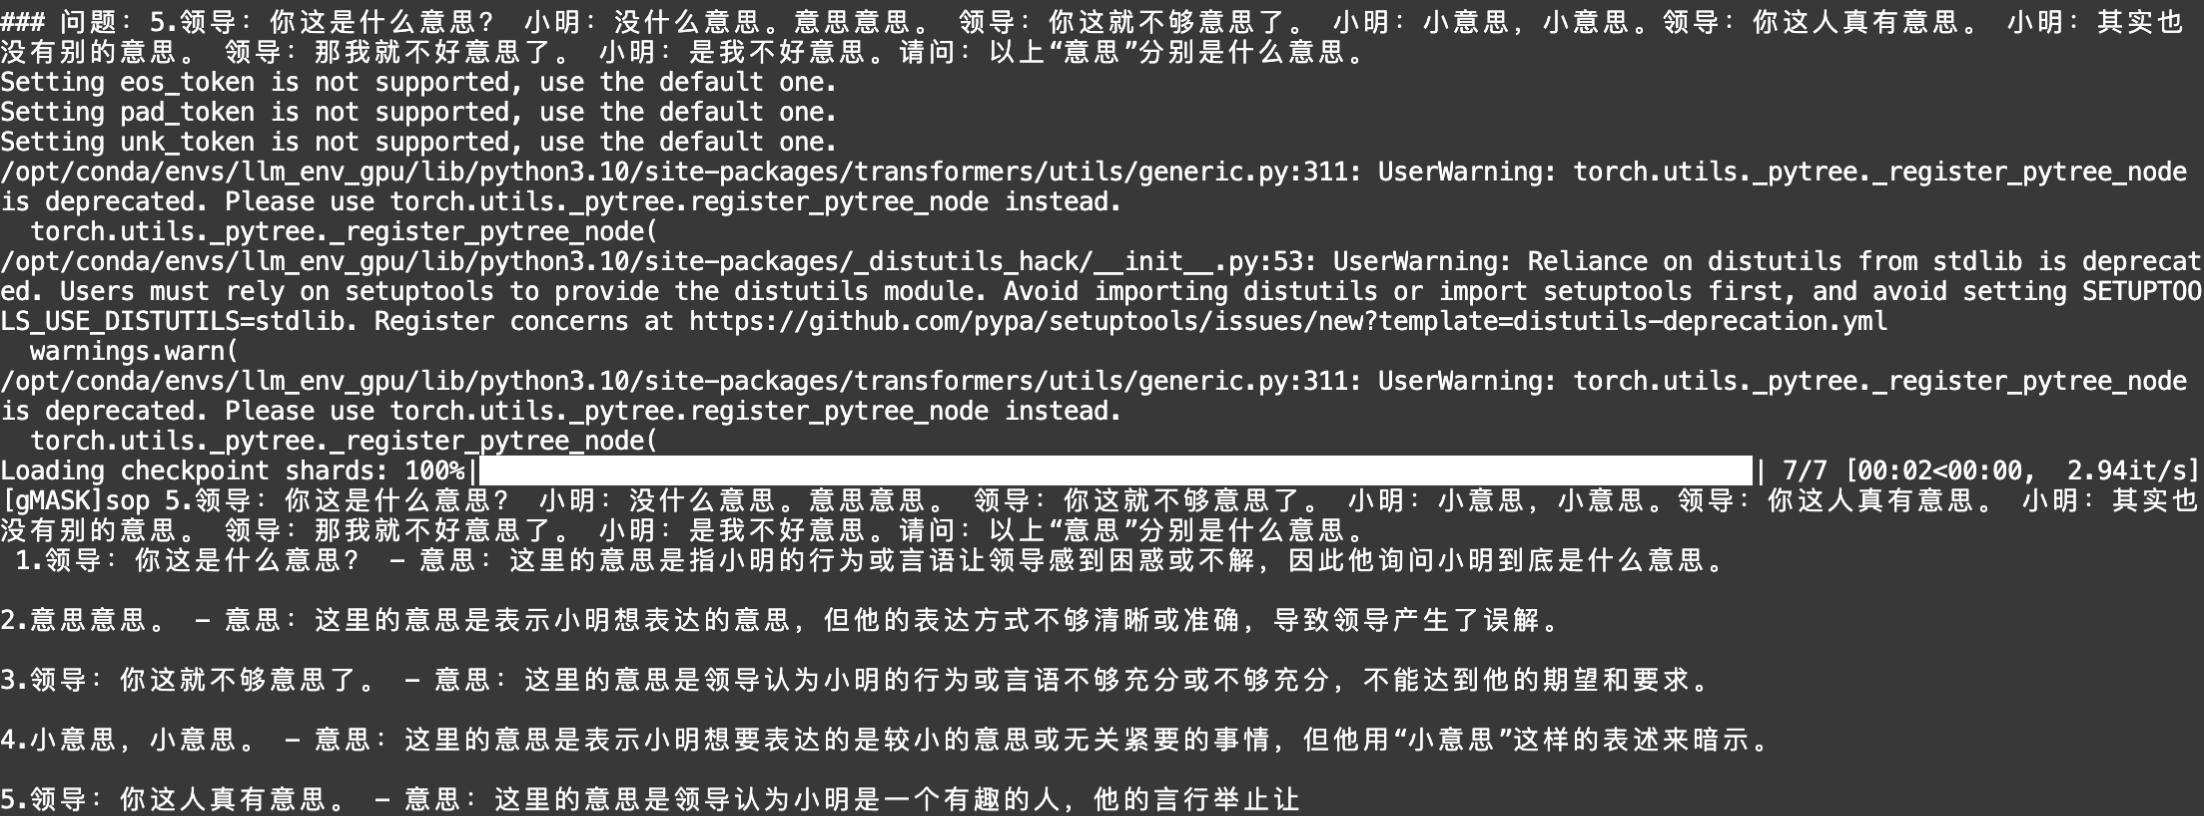 ### 问题：5.领导：你这是什么意思？ 小明：没什么意思。意思意思。 领导：你这就不够意思了。 小明：小意思，小意思。领导：你这人真有意思。 小明：其实也
没有别的意思。 领导：那我就不好意思了。 小明：是我不好意思。请问：以上“意思”分别是什么意思。
Setting eos_token is not supported, use the default one.
Setting pad_token is not supported, use the default one.
Setting unk_token is not supported, use the default one.
/opt/conda/envs/llm_env_gpu/lib/python3.10/site-packages/transformers/utils/generic.py:311: UserWarning: torch.utils._pytree._register_pytree_node
is deprecated. Please use torch.utils._pytree.register_pytree_node instead.
  torch.utils._pytree._register_pytree_node(
/opt/conda/envs/llm_env_gpu/lib/python3.10/site-packages/_distutils_hack/__init__.py:53: UserWarning: Reliance on distutils from stdlib is deprecat
ed. Users must rely on setuptools to provide the distutils module. Avoid importing distutils or import setuptools first, and avoid setting SETUPTOO
LS_USE_DISTUTILS=stdlib. Register concerns at https://github.com/pypa/setuptools/issues/new?template=distutils-deprecation.yml
  warnings.warn(
/opt/conda/envs/llm_env_gpu/lib/python3.10/site-packages/transformers/utils/generic.py:311: UserWarning: torch.utils._pytree._register_pytree_node
is deprecated. Please use torch.utils._pytree.register_pytree_node instead.
  torch.utils._pytree._register_pytree_node(
Loading checkpoint shards: 100%|| 7/7 [00:02<00:00,  2.94it/s]
[gMASK]sop 5.领导：你这是什么意思？ 小明：没什么意思。意思意思。 领导：你这就不够意思了。 小明：小意思，小意思。领导：你这人真有意思。 小明：其实也
没有别的意思。 领导：那我就不好意思了。 小明：是我不好意思。请问：以上“意思”分别是什么意思。
1.领导：你这是什么意思？ - 意思：这里的意思是指小明的行为或言语让领导感到困惑或不解，因此他询问小明到底是什么意思。
2.意思意思。 - 意思：这里的意思是表示小明想表达的意思，但他的表达方式不够清晰或准确，导致领导产生了误解。
3.领导：你这就不够意思了。 - 意思：这里的意思是领导认为小明的行为或言语不够充分或不够充分，不能达到他的期望和要求。
4.小意思，小意思。 - 意思：这里的意思是表示小明想要表达的是较小的意思或无关紧要的事情，但他用“小意思”这样的表述来暗示。
5.领导：你这人真有意思。 - 意思：这里的意思是领导认为小明是一个有趣的人，他的言行举止让